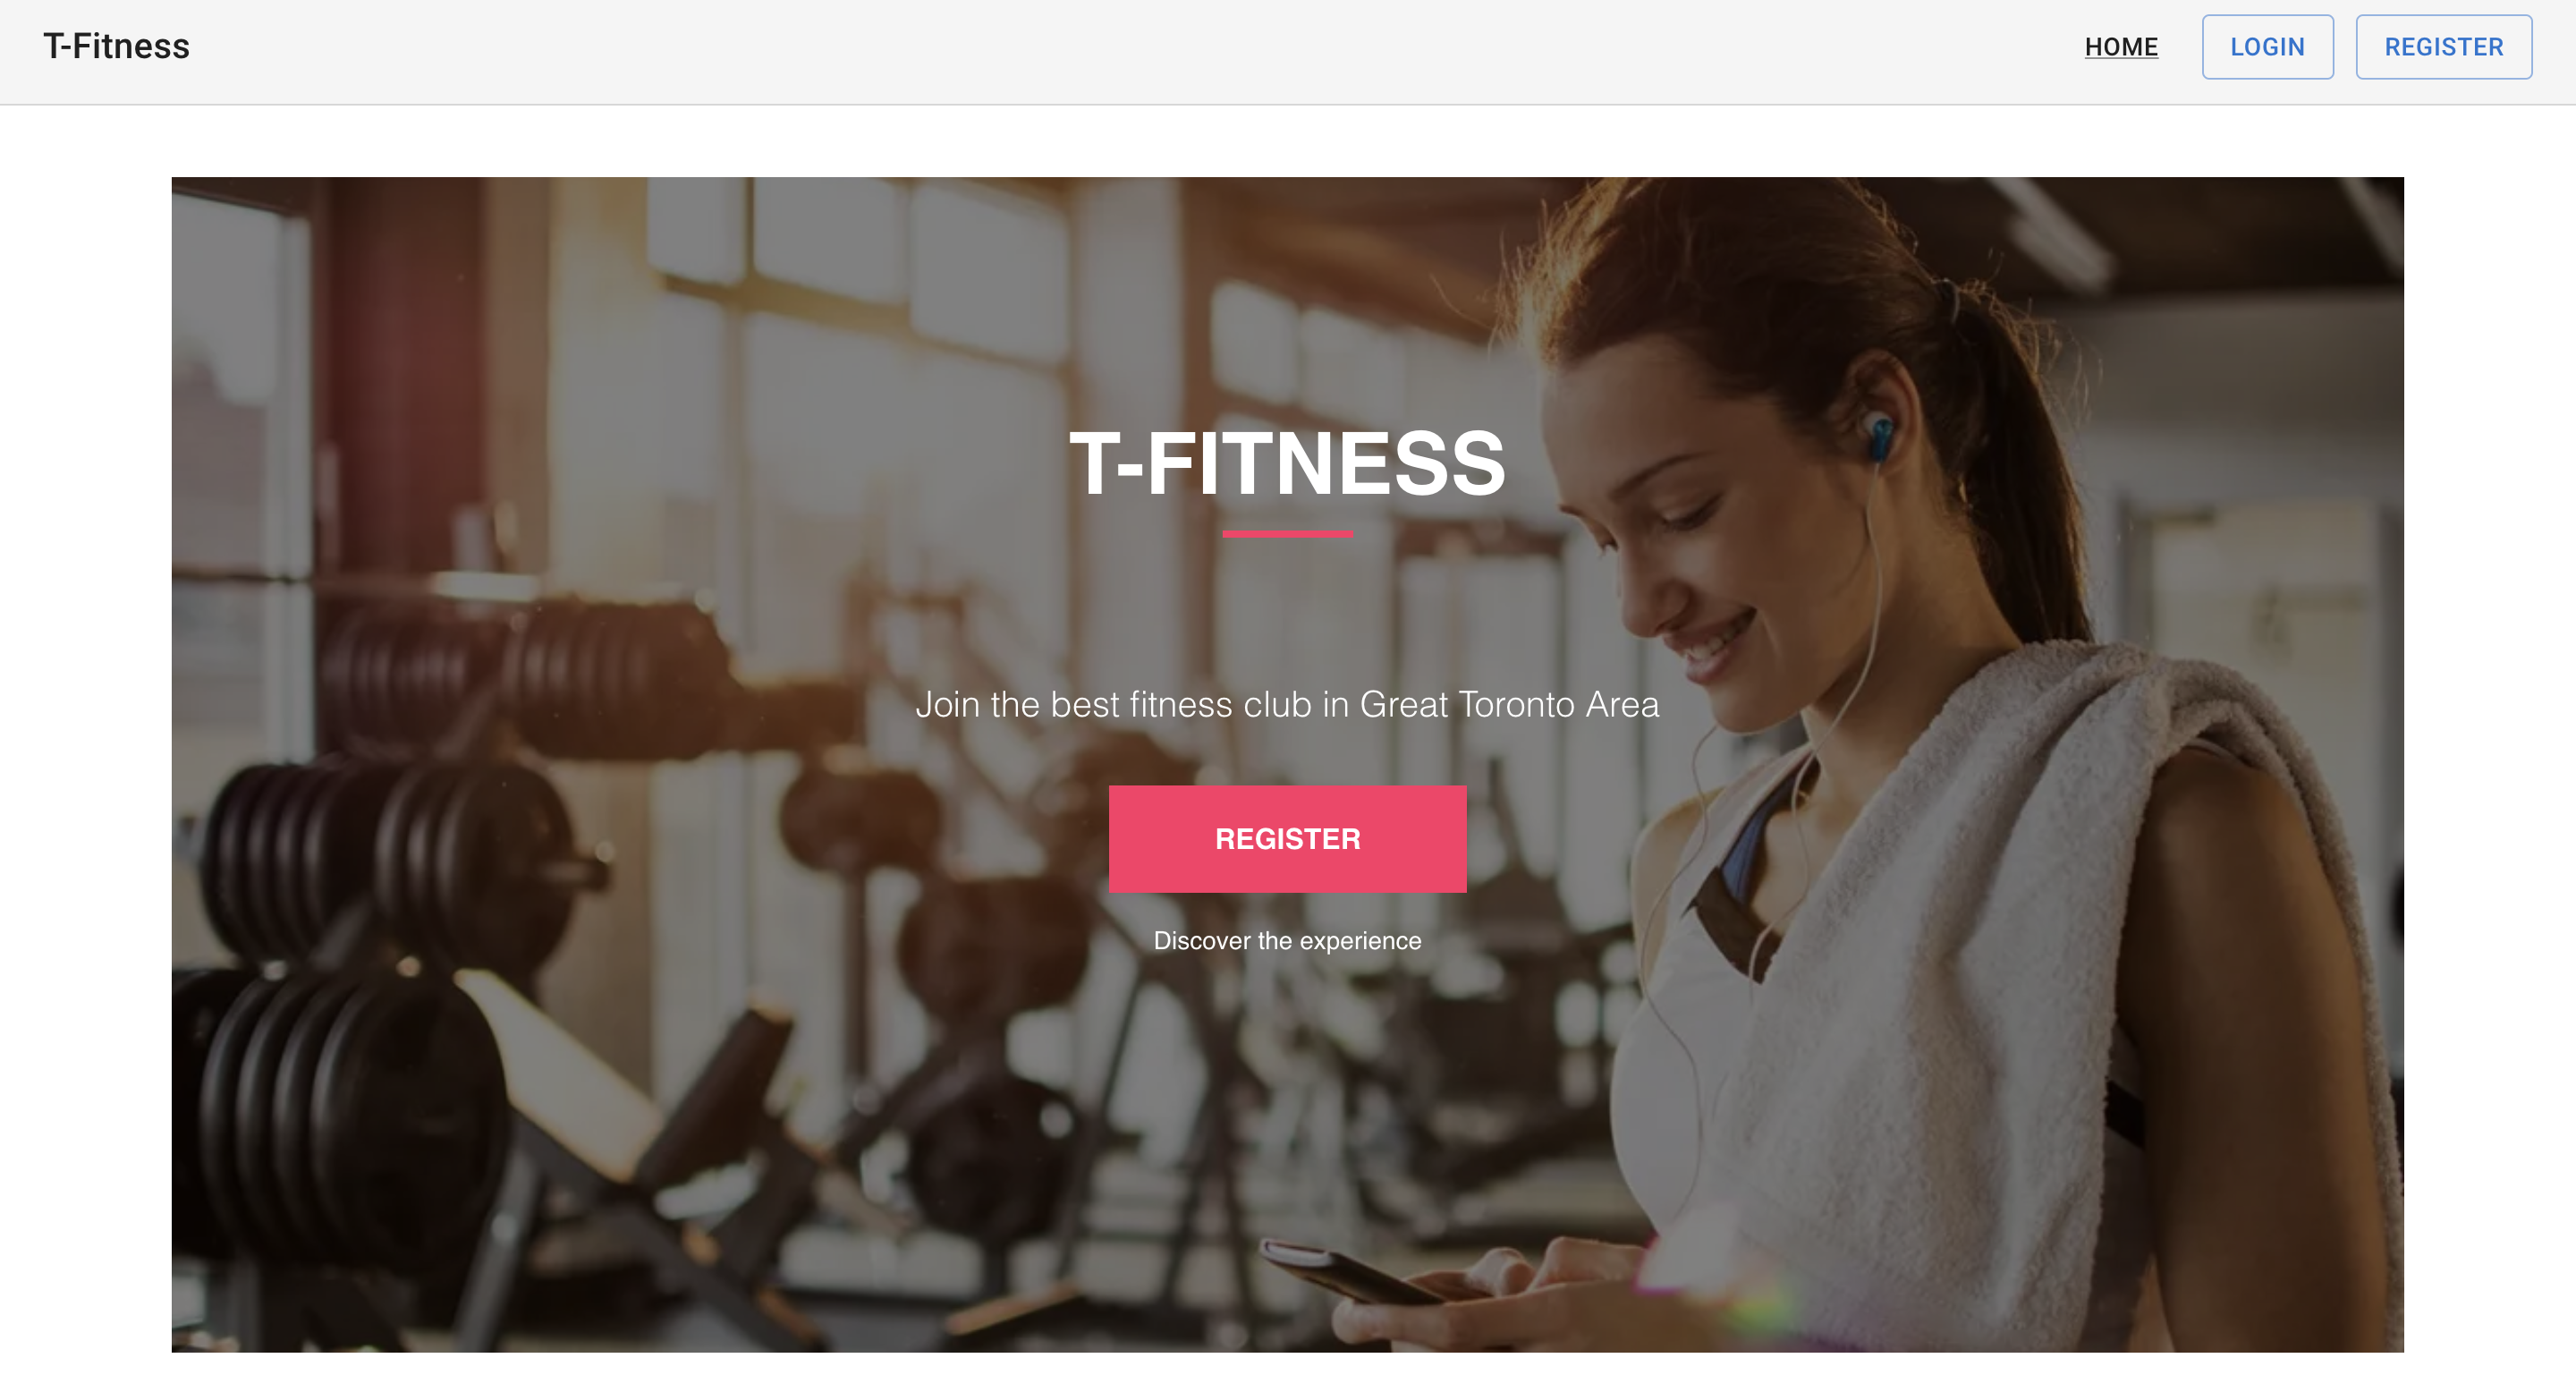 T-Fitness
HOME
LOGIN
REGISTER
T-FITNESS
Join the best fitness club in Great Toronto Area
REGISTER
Discover the experience